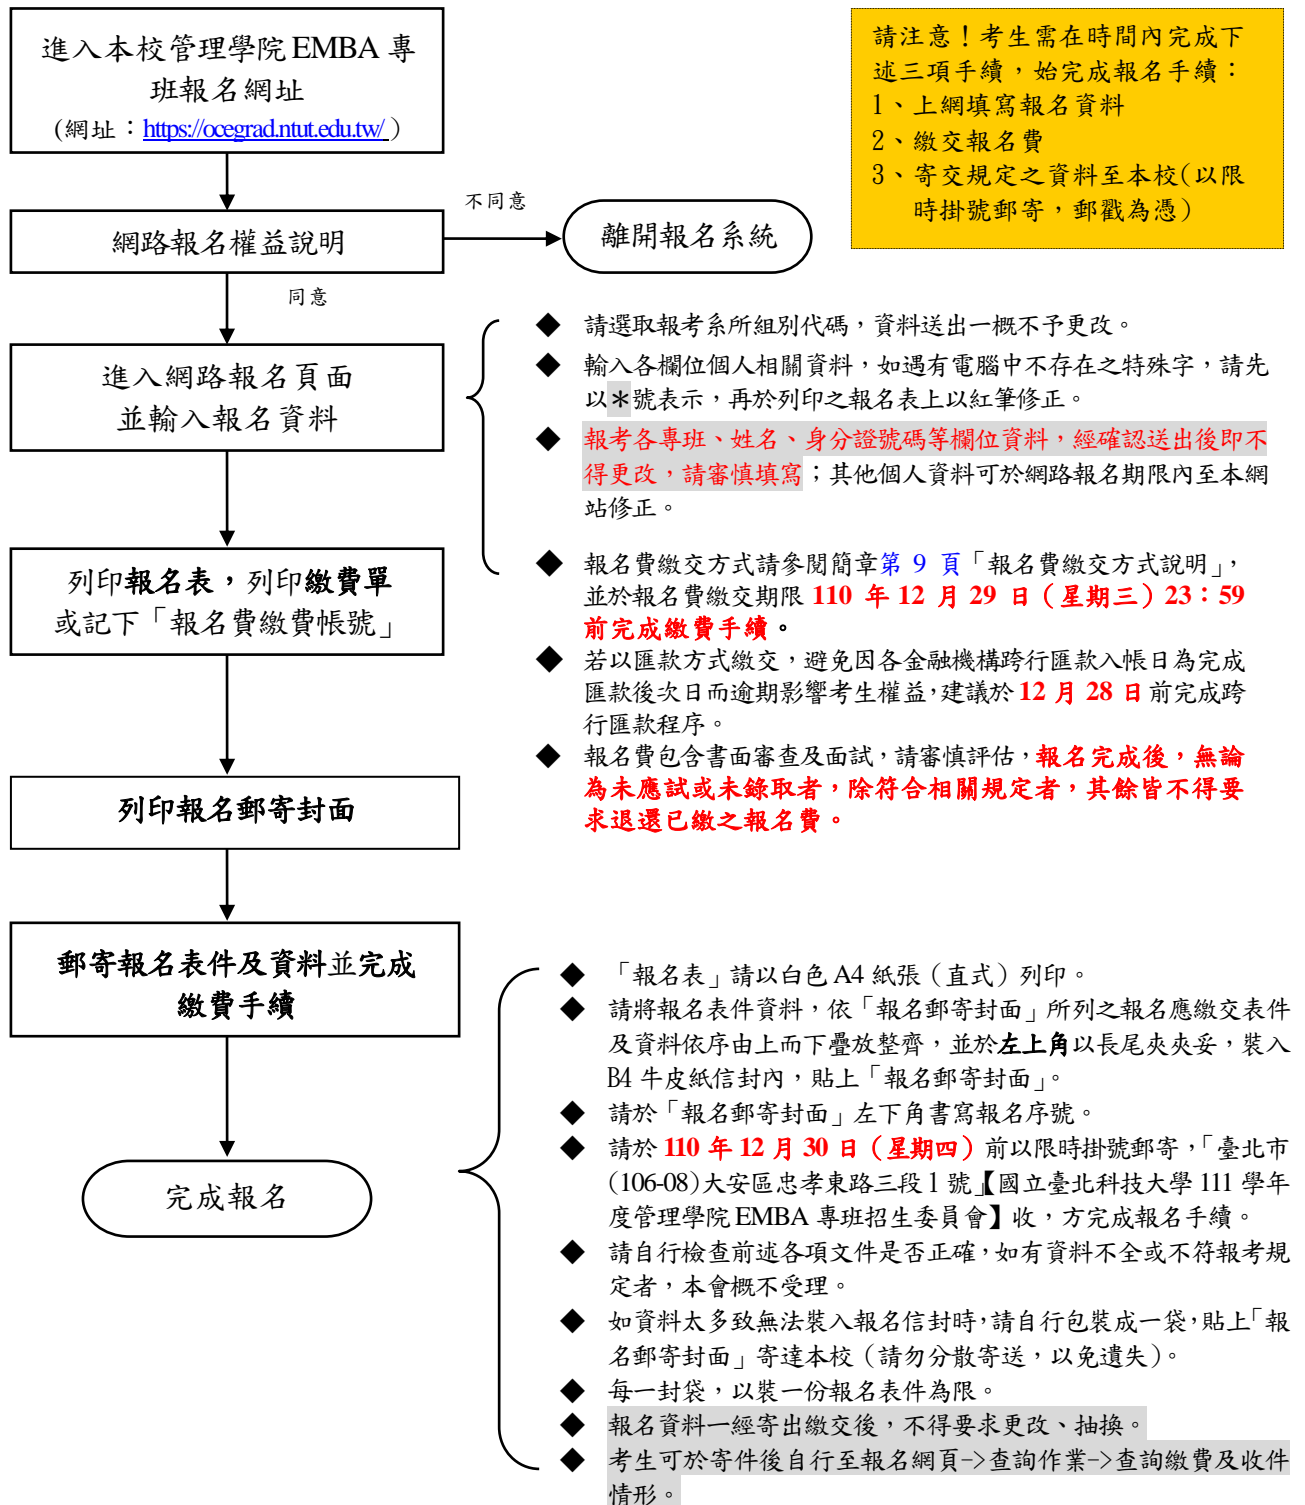 進入本校管理學院 EMBA 專
班報名網址
(網址：https://ocegrad.ntut.edu.tw/ )
請注意！考生需在時間內完成下
述三項手續，始完成報名手續：
1、上網填寫報名資料
2、繳交報名費
3、寄交規定之資料至本校(以限
時掛號郵寄，郵戳為憑)
網路報名權益說明
不同意
離開報名系統
同意
進入網路報名頁面
並輸入報名資料
◆ 請選取報考系所組別代碼，資料送出一概不予更改。
◆ 輸入各欄位個人相關資料，如遇有電腦中不存在之特殊字，請先
以＊號表示，再於列印之報名表上以紅筆修正。
◆ 報考各專班、姓名、身分證號碼等欄位資料，經確認送出後即不
得更改，請審慎填寫；其他個人資料可於網路報名期限內至本網
站修正。
列印報名表，列印繳費單
或記下「報名費繳費帳號」
◆ 報名費繳交方式請參閱簡章第 9 頁「報名費繳交方式說明」，
並於報名費繳交期限 110 年 12 月 29 日（星期三）23：59
前完成繳費手續。
◆ 若以匯款方式繳交，避免因各金融機構跨行匯款入帳日為完成
匯款後次日而逾期影響考生權益，建議於 12 月 28 日前完成跨
行匯款程序。
◆ 報名費包含書面審查及面試，請審慎評估，報名完成後，無論
為未應試或未錄取者，除符合相關規定者，其餘皆不得要
求退還已繳之報名費。
列印報名郵寄封面
郵寄報名表件及資料並完成
繳費手續
完成報名
◆ 「報名表」請以白色 A4 紙張（直式）列印。
◆ 請將報名表件資料，依「報名郵寄封面」所列之報名應繳交表件
及資料依序由上而下疊放整齊，並於左上角以長尾夾夾妥，裝入
B4 牛皮紙信封內，貼上「報名郵寄封面」。
◆ 請於「報名郵寄封面」左下角書寫報名序號。
◆ 請於 110 年 12 月 30 日（星期四）前以限時掛號郵寄，「臺北市
(106-08)大安區忠孝東路三段 1 號」【國立臺北科技大學 111 學年
度管理學院 EMBA 專班招生委員會】收，方完成報名手續。
◆ 請自行檢查前述各項文件是否正確，如有資料不全或不符報考規
定者，本會概不受理。
◆ 如資料太多致無法裝入報名信封時，請自行包裝成一袋，貼上「報
名郵寄封面」寄達本校（請勿分散寄送，以免遺失）。
◆ 每一封袋，以裝一份報名表件為限。
◆ 報名資料一經寄出繳交後，不得要求更改、抽換。
◆ 考生可於寄件後自行至報名網頁->查詢作業->查詢繳費及收件
情形。